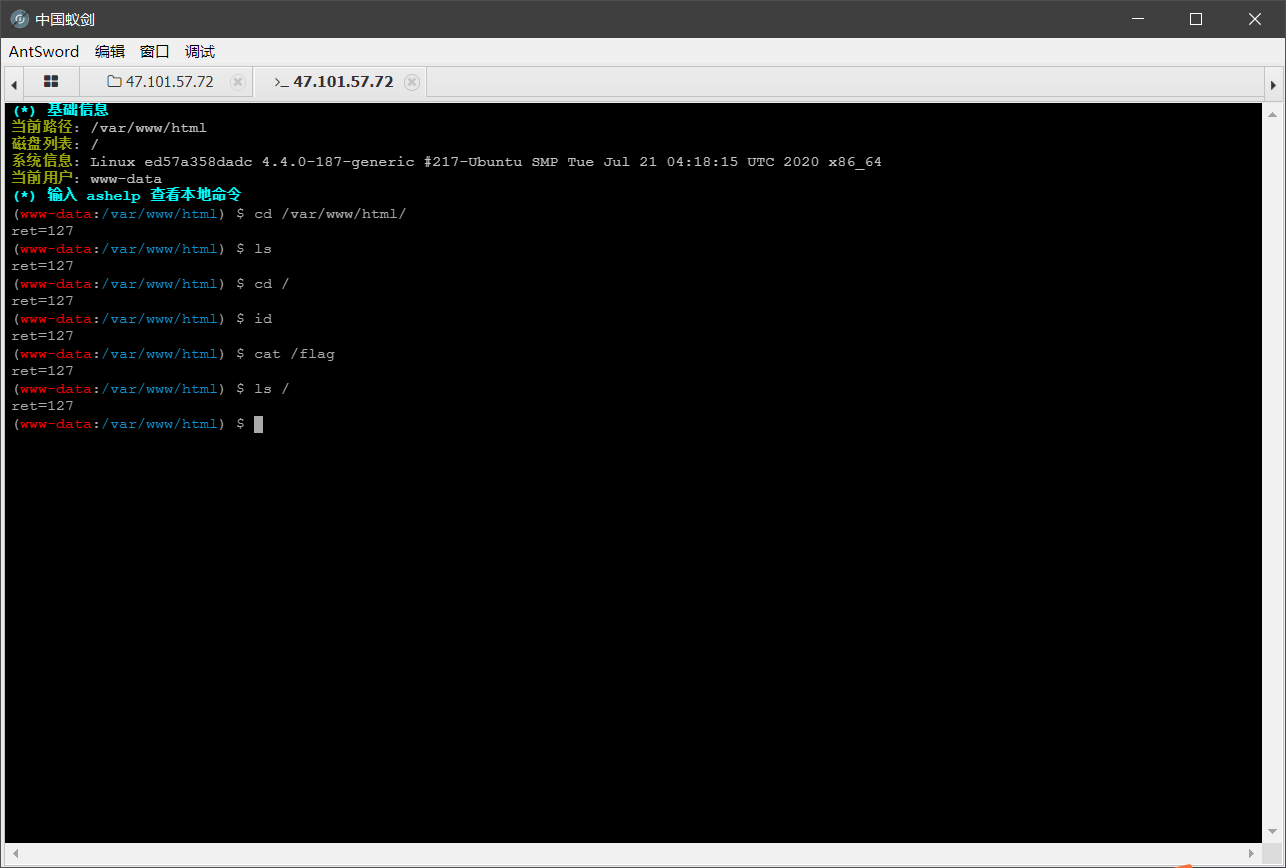 中国蚁剑
AntSword 编辑 窗口 调试
47.101.57.72 >_ 47.101.57.72
(*) 基础信息
当前路径: /var/www/html
磁盘列表: /
系统信息: Linux ed57a358dadc 4.4.0-187-generic #217-Ubuntu SMP Tue Jul 21 04:18:15 UTC 2020 x86_64
当前用户: www-data
(*) 输入 ashelp 查看本地命令
(www-data:/var/www/html) $ cd /var/www/html/
ret=127
(www-data:/var/www/html) $ ls
ret=127
(www-data:/var/www/html) $ cd /
ret=127
(www-data:/var/www/html) $ id
ret=127
(www-data:/var/www/html) $ cat /flag
ret=127
(www-data:/var/www/html) $ ls /
ret=127
(www-data:/var/www/html) $